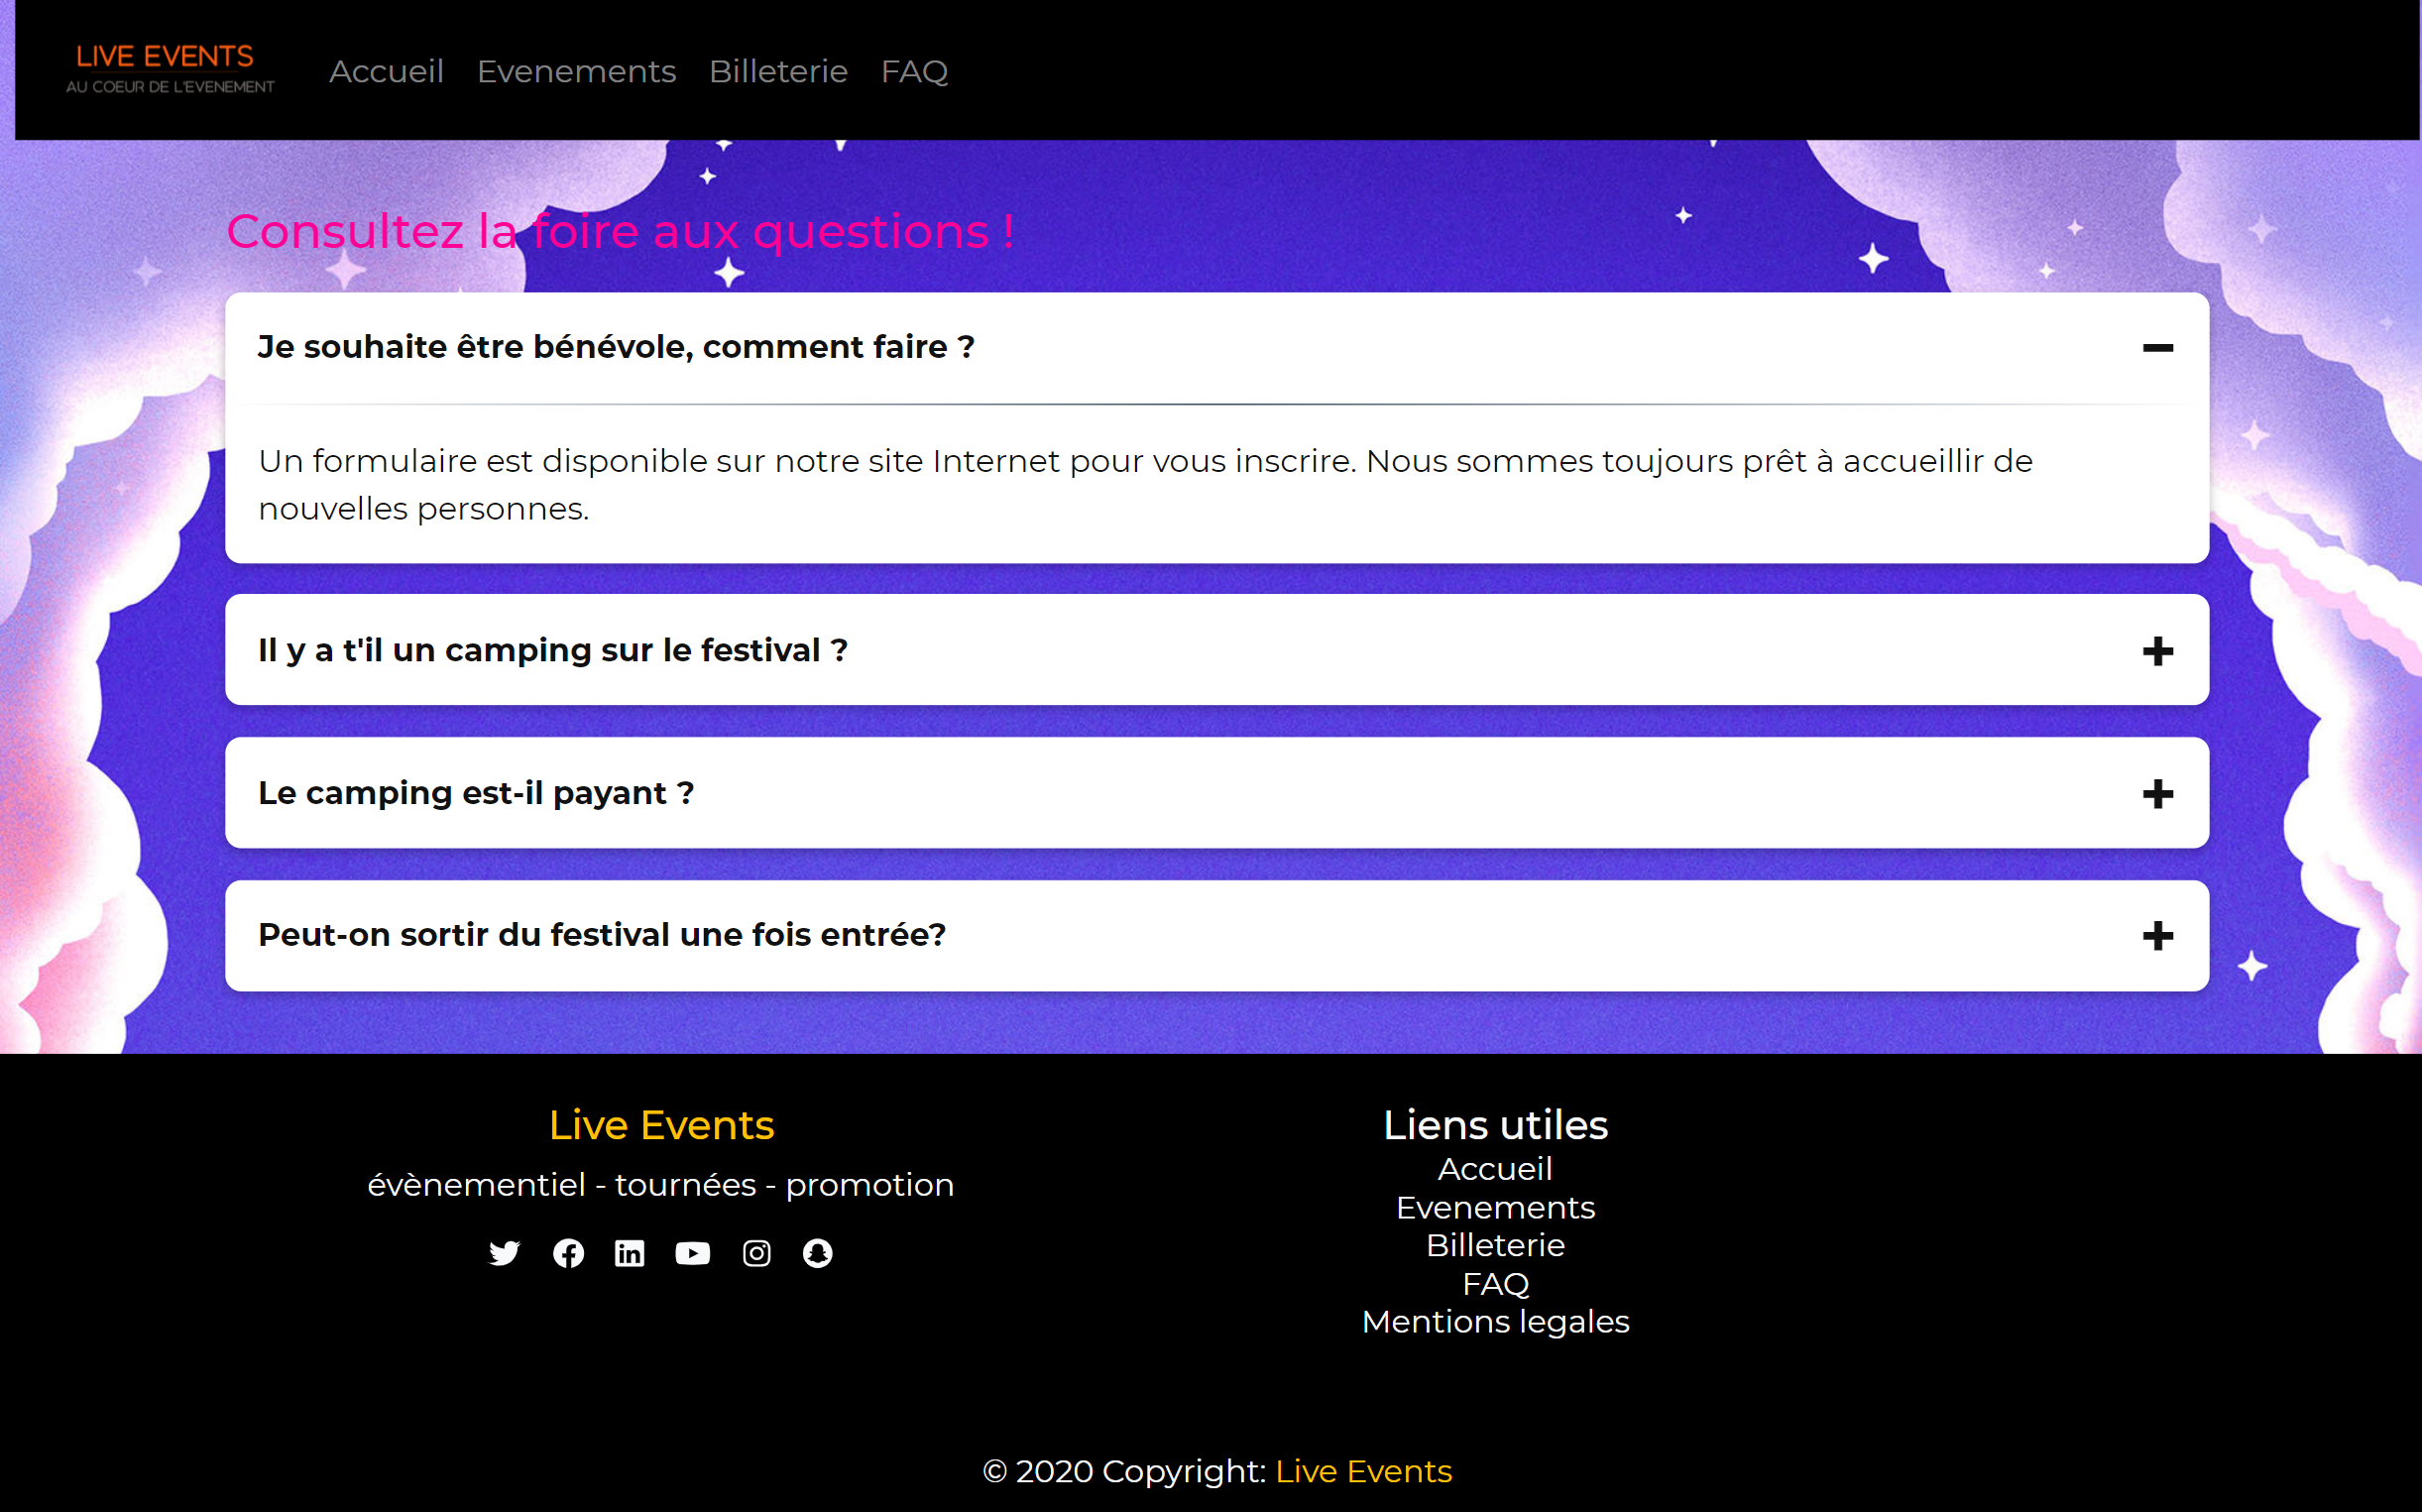 LIVE EVENTS
AU COEUR DE L'EVENEMENT
Accueil Evenements Billeterie FAQ
Consultez la foire aux questions !
Je souhaite être bénévole, comment faire ?
Un formulaire est disponible sur notre site Internet pour vous inscrire. Nous sommes toujours prêt à accueillir de
nouvelles personnes.
Il y a t'il un camping sur le festival ?
Le camping est-il payant ?
Peut-on sortir du festival une fois entrée?
Live Events
évènementiel - tournées - promotion
Liens utiles
Accueil
Evenements
Billeterie
FAQ
Mentions legales
© 2020 Copyright: Live Events